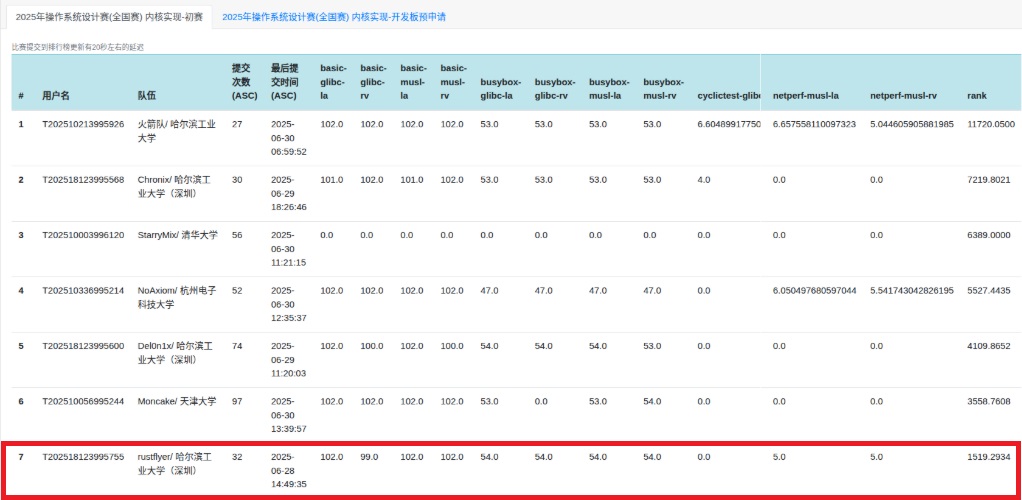 2025年操作系统设计赛(全国赛) 内核实现-初赛 2025年操作系统设计赛(全国赛) 内核实现-开发板预申请
比赛提交到排行榜更新有20秒左右的延迟
# 用户名 队伍 提交次数(ASC) 最后提交时间(ASC) basic-glibc-la basic-glibc-rv basic-musl-la basic-musl-rv busybox-glibc-la busybox-glibc-rv busybox-musl-la busybox-musl-rv cyclictest-glibc netperf-musl-la netperf-musl-rv rank
1 T202510213995926 火箭队/ 哈尔滨工业大学 27 2025-06-30 06:59:52 102.0 102.0 102.0 102.0 53.0 53.0 53.0 53.0 6.60489917750 6.657558110097323 5.044605905881985 11720.0500
2 T202518123995568 Chronix/ 哈尔滨工业大学（深圳） 30 2025-06-29 18:26:46 101.0 102.0 101.0 102.0 53.0 53.0 53.0 53.0 4.0 0.0 0.0 7219.8021
3 T202510003996120 StarryMix/ 清华大学 56 2025-06-30 11:21:15 0.0 0.0 0.0 0.0 0.0 0.0 0.0 0.0 0.0 0.0 0.0 6389.0000
4 T202510336995214 NoAxiom/ 杭州电子科技大学 52 2025-06-30 12:35:37 102.0 102.0 102.0 102.0 47.0 47.0 47.0 47.0 0.0 6.050497680597044 5.541743042826195 5527.4435
5 T202518123995600 Del0n1x/ 哈尔滨工业大学（深圳） 74 2025-06-29 11:20:03 102.0 100.0 102.0 100.0 54.0 54.0 54.0 53.0 0.0 0.0 0.0 4109.8652
6 T202510056995244 Moncake/ 天津大学 97 2025-06-30 13:39:57 102.0 102.0 102.0 102.0 53.0 0.0 53.0 54.0 0.0 0.0 0.0 3558.7608
7 T202518123995755 rustflyer/ 哈尔滨工业大学（深圳） 32 2025-06-28 14:49:35 102.0 99.0 102.0 102.0 54.0 54.0 54.0 54.0 0.0 5.0 5.0 1519.2934